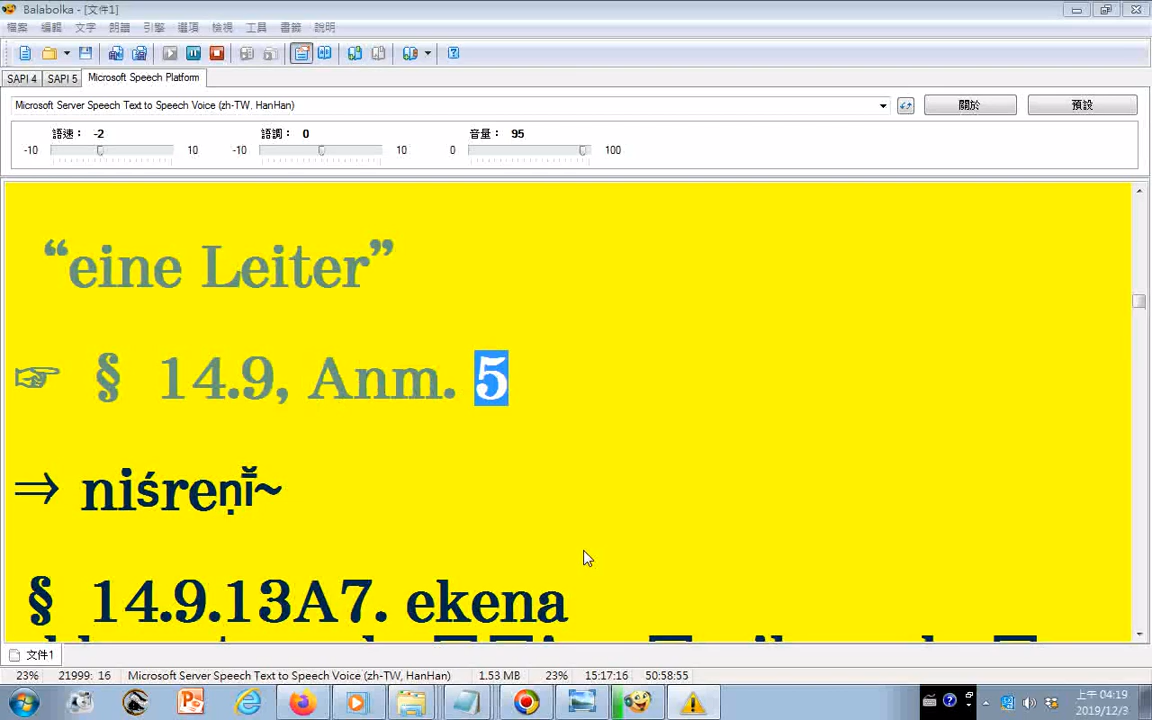 Balabolka - [文件1]
檔案 編輯 文字 朗讀 引擎 選項 檢視 工具 書籤 說明
SAPI 4 SAPI 5 Microsoft Speech Platform
Microsoft Server Speech Text to Speech Voice (zh-TW, HanHan)
關於 預設
語速： -2 語調： 0 音量： 95
-10 10 -10 10 0 100
“eine Leiter”
☞ § 14.9, Anm. 5
⇒ niśreṇī̆~
§ 14.9.13A7. ekena
文件1
23% 21999: 16 Microsoft Server Speech Text to Speech Voice (zh-TW, HanHan) 1.53 MB 23% 15:17:16 50:58:55
上午 04:19
2019/12/3